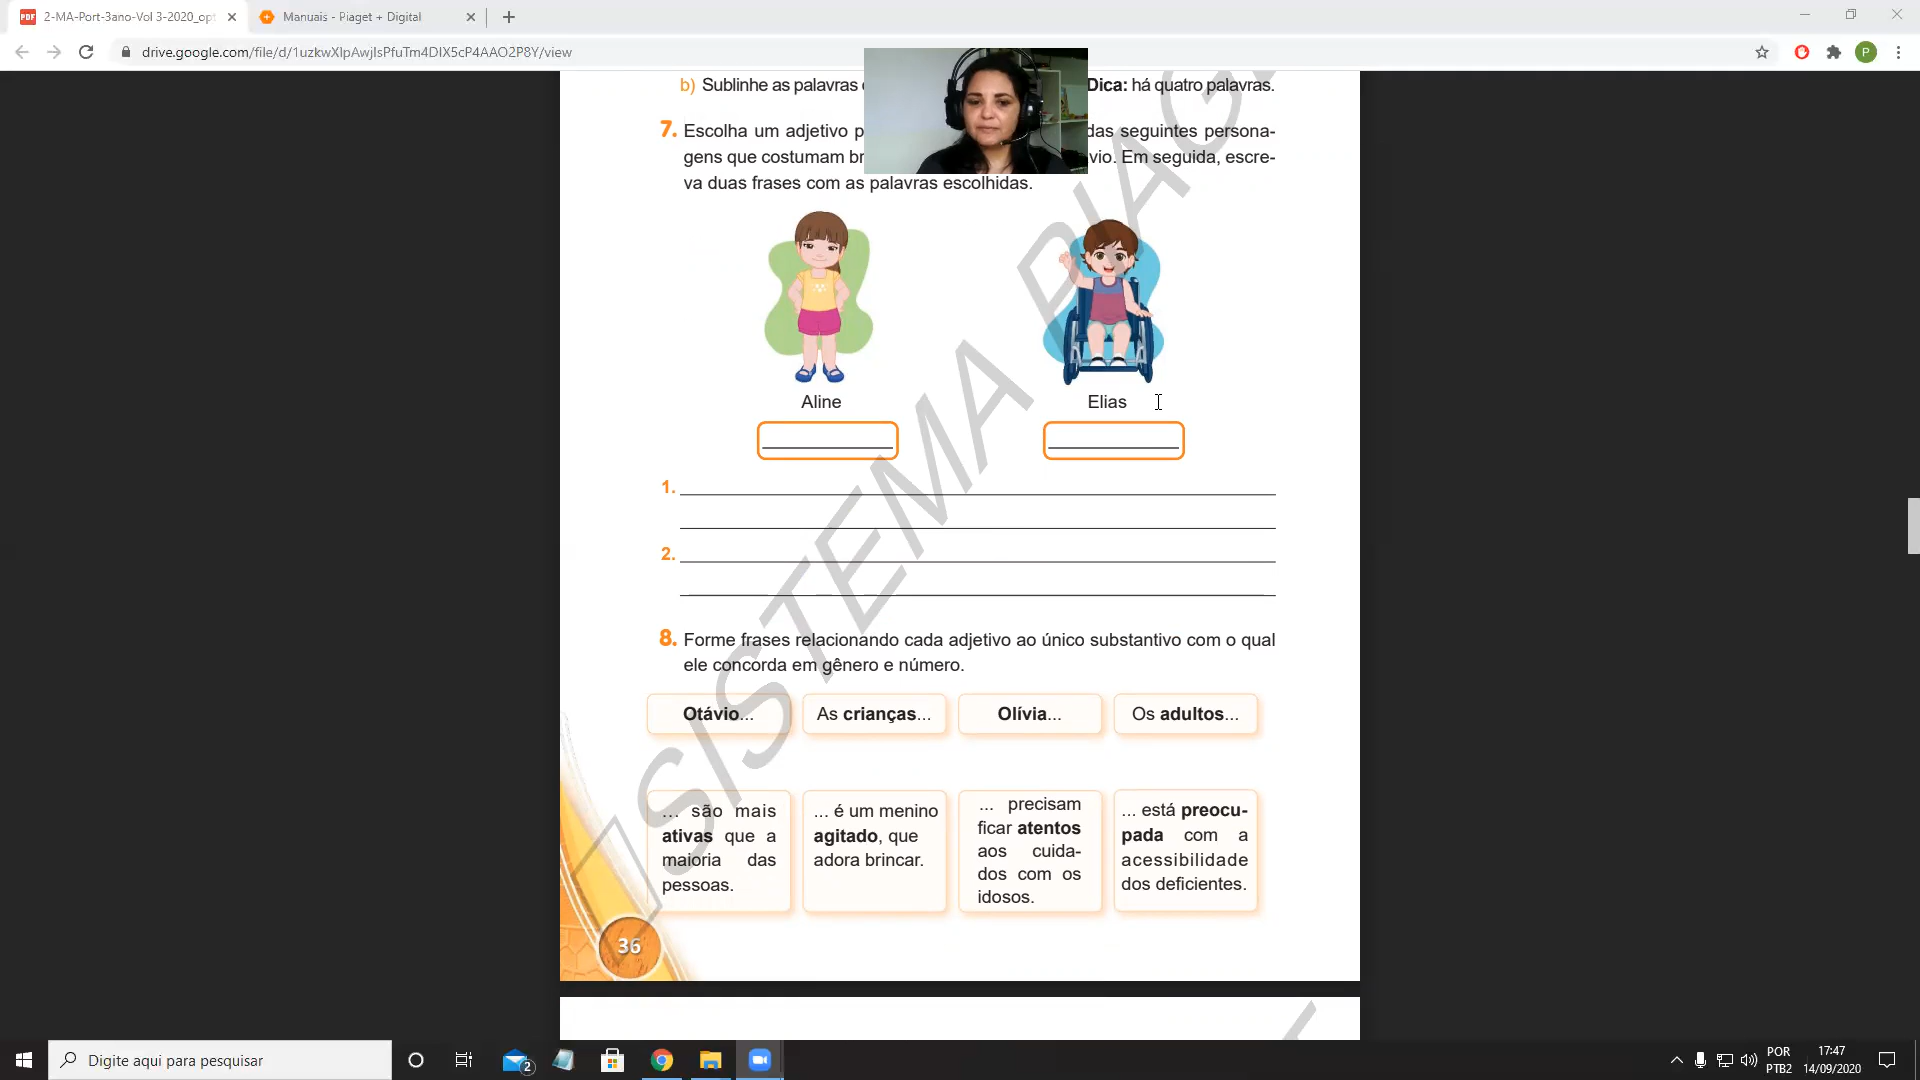 2-MA-Port-3ano-Vol 3-2020_opt
Manuais - Piaget + Digital
drive.google.com/file/d/1uzkwXlpAwjIsPfuTm4DIX5cP4AAO2P8Y/view
P
b) Sublinhe as palavras
Dica: há quatro palavras.
7. Escolha um adjetivo p
das seguintes persona-
gens que costumam br
vio. Em seguida, escre-
va duas frases com as palavras escolhidas.
Aline
Elias
1.
2.
8. Forme frases relacionando cada adjetivo ao único substantivo com o qual
ele concorda em gênero e número.
Otávio...
As crianças...
Olívia...
Os adultos...
... são mais
ativas que a
maioria das
pessoas.
... é um menino
agitado, que
adora brincar.
... precisam
ficar atentos
aos cuida-
dos com os
idosos.
... está preocu-
pada com a
acessibilidade
dos deficientes.
36
SISTEMA PIAGE
Digite aqui para pesquisar
2
POR
PTB2
17:47
14/09/2020